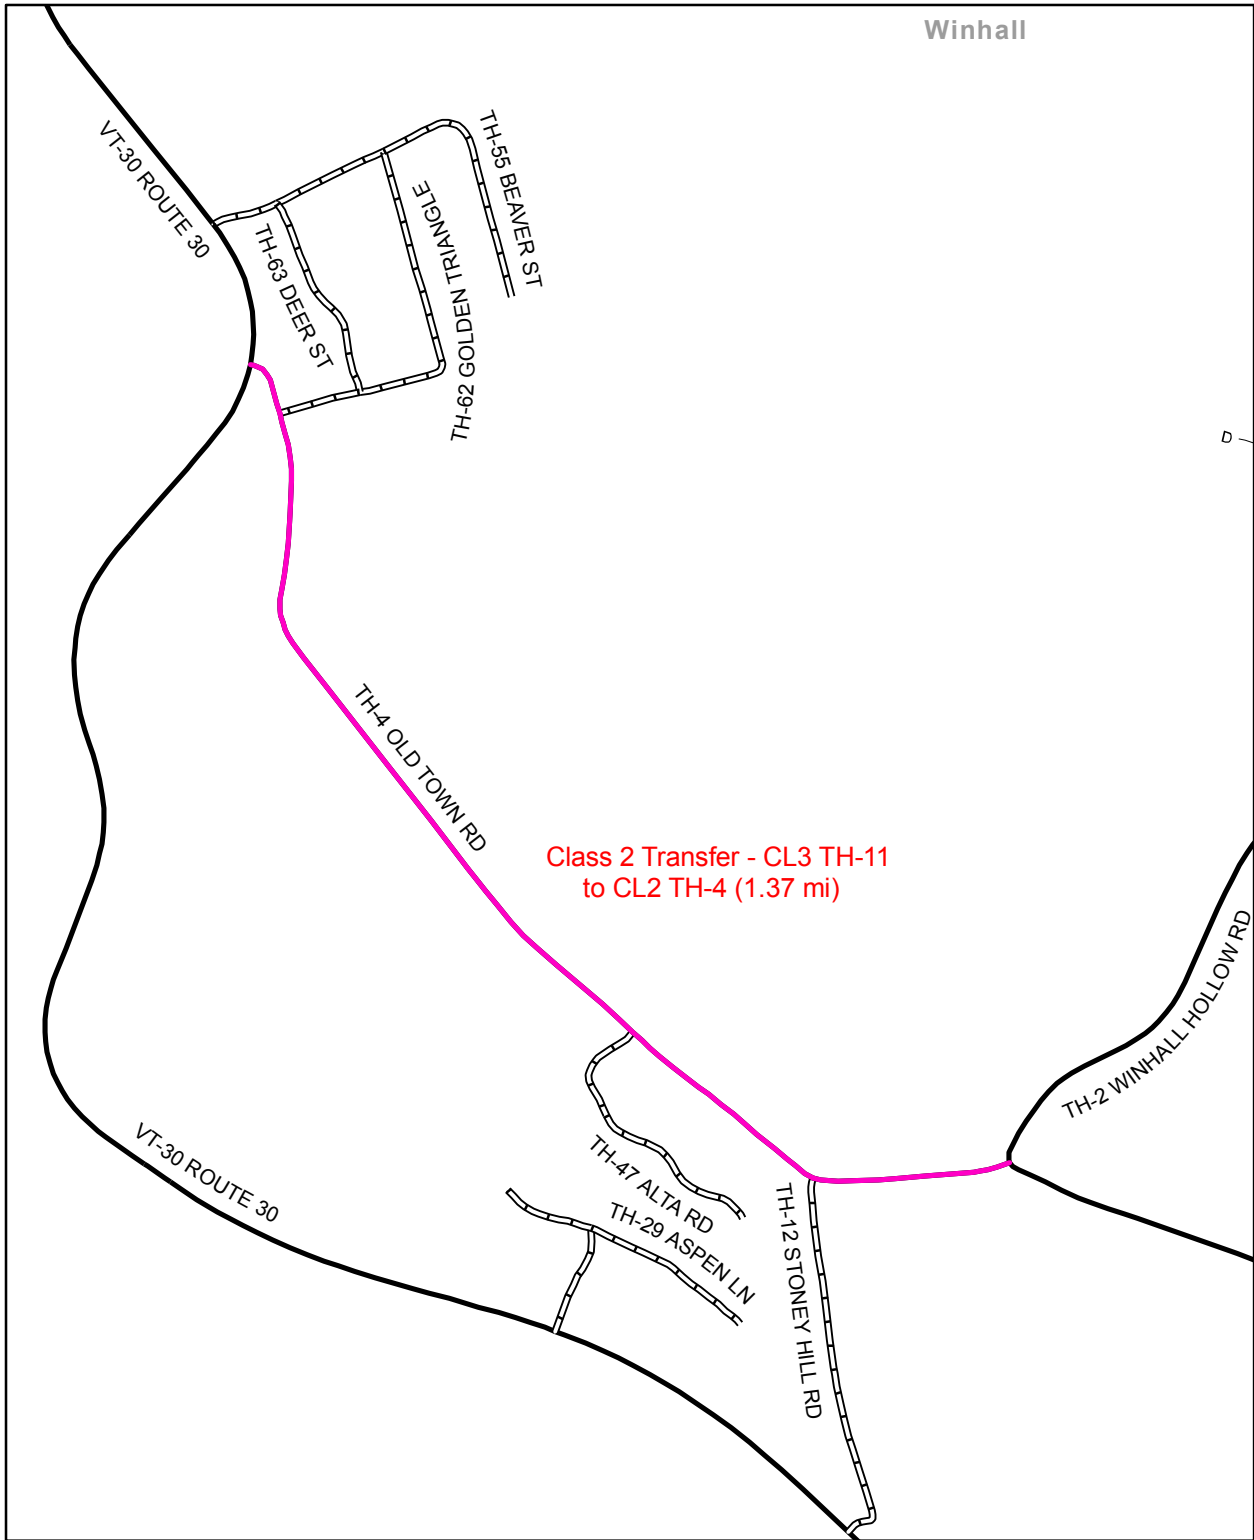 Winhall
VT-30 ROUTE 30
TH-55 BEAVER ST
TH-62 GOLDEN TRIANGLE
TH-63 DEER ST
D
TH-4 OLD TOWN RD
Class 2 Transfer - CL3 TH-11
to CL2 TH-4 (1.37 mi)
TH-2 WINHALL HOLLOW RD
VT-30 ROUTE 30
TH-47 ALTA RD
TH-29 ASPEN LN
TH-12 STONEY HILL RD